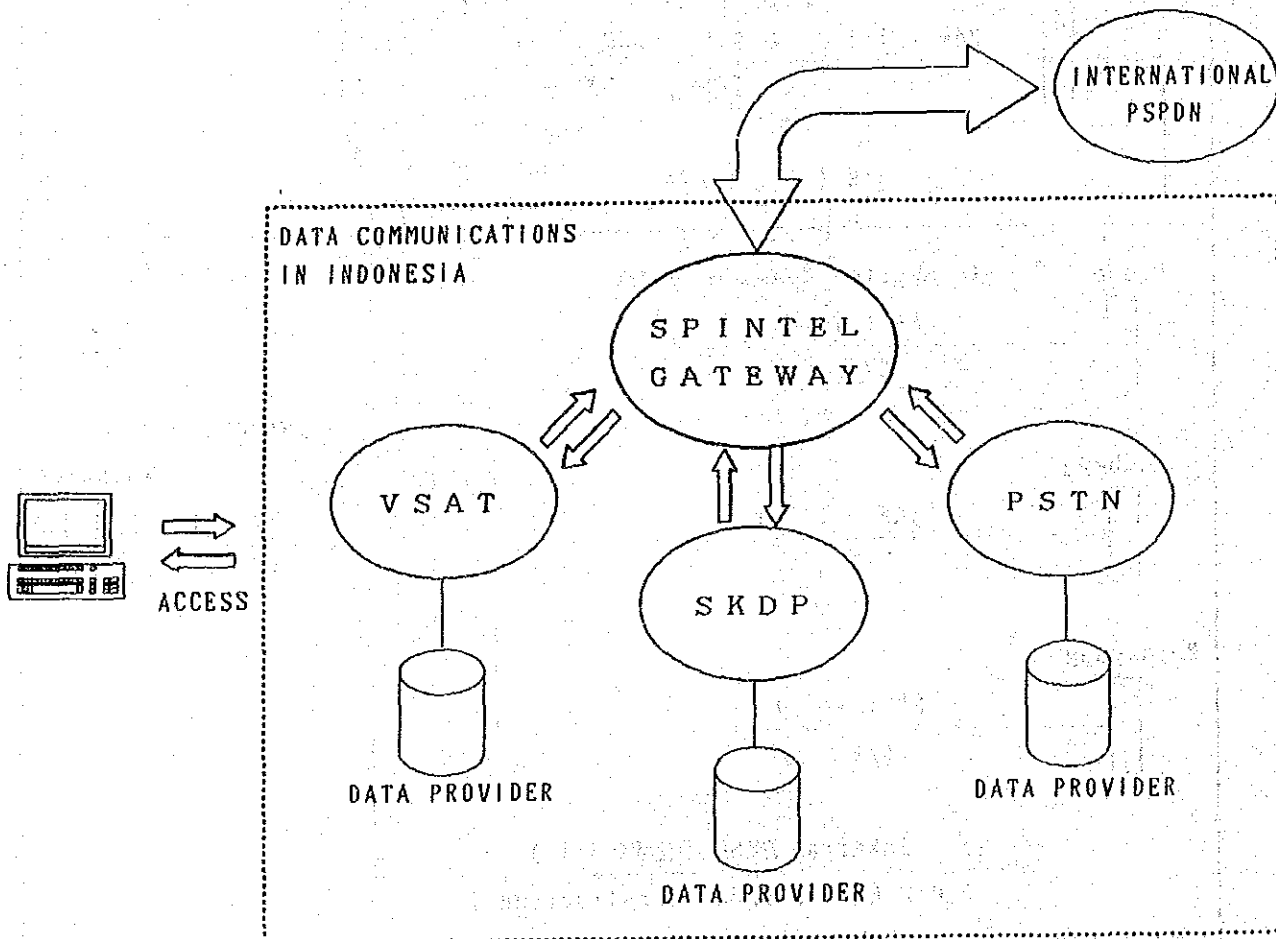 INTERNATIONAL
PSPDN
DATA COMMUNICATIONS
IN INDONESIA
SPINTEL
GATEWAY
VSAT
PSTN
SKDP
ACCESS
DATA PROVIDER
DATA PROVIDER
DATA PROVIDER